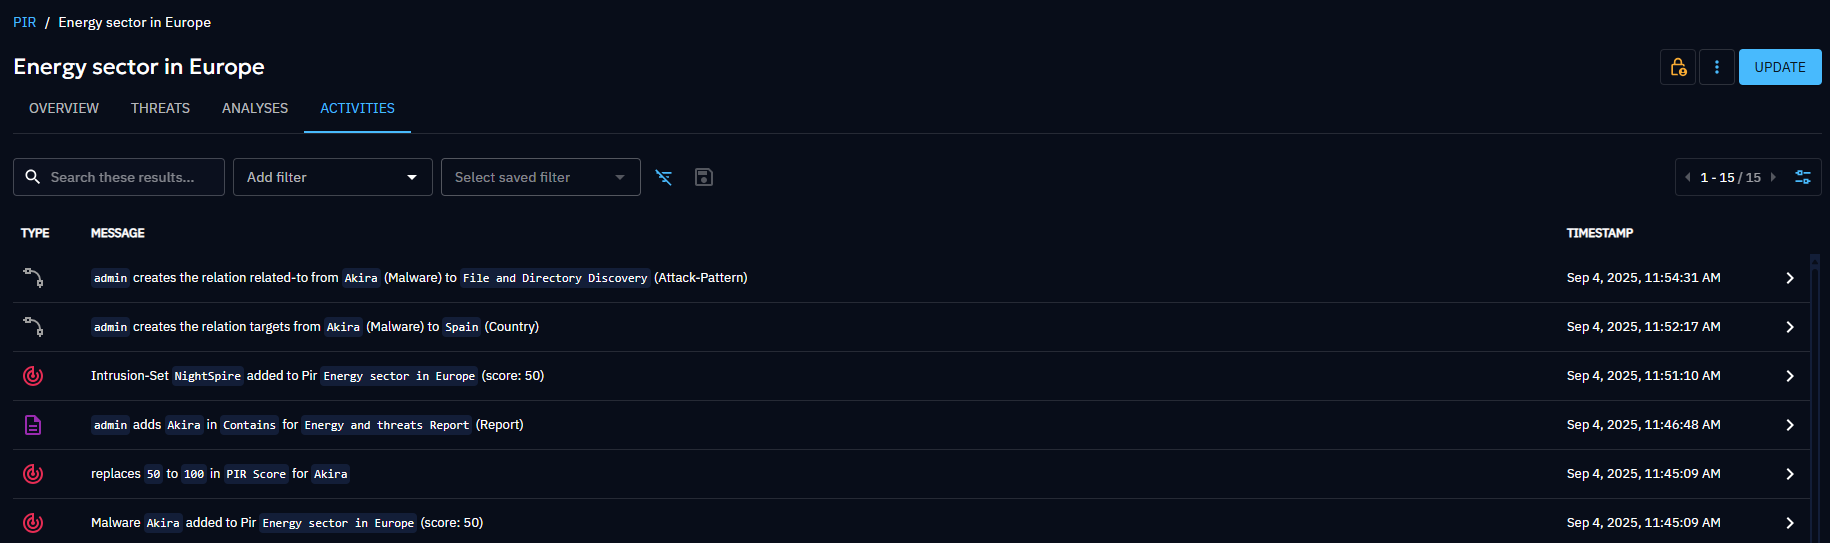 PIR / Energy sector in Europe
Energy sector in Europe
UPDATE
OVERVIEW THREATS ANALYSES ACTIVITIES
Search these results... Add filter Select saved filter 1 - 15 / 15
TYPE MESSAGE TIMESTAMP
admin creates the relation related-to from Akira (Malware) to File and Directory Discovery (Attack-Pattern) Sep 4, 2025, 11:54:31 AM
admin creates the relation targets from Akira (Malware) to Spain (Country) Sep 4, 2025, 11:52:17 AM
Intrusion-Set NightSpire added to Pir Energy sector in Europe (score: 50) Sep 4, 2025, 11:51:10 AM
admin adds Akira in Contains for Energy and threats Report (Report) Sep 4, 2025, 11:46:48 AM
replaces 50 to 100 in PIR Score for Akira Sep 4, 2025, 11:45:09 AM
Malware Akira added to Pir Energy sector in Europe (score: 50) Sep 4, 2025, 11:45:09 AM